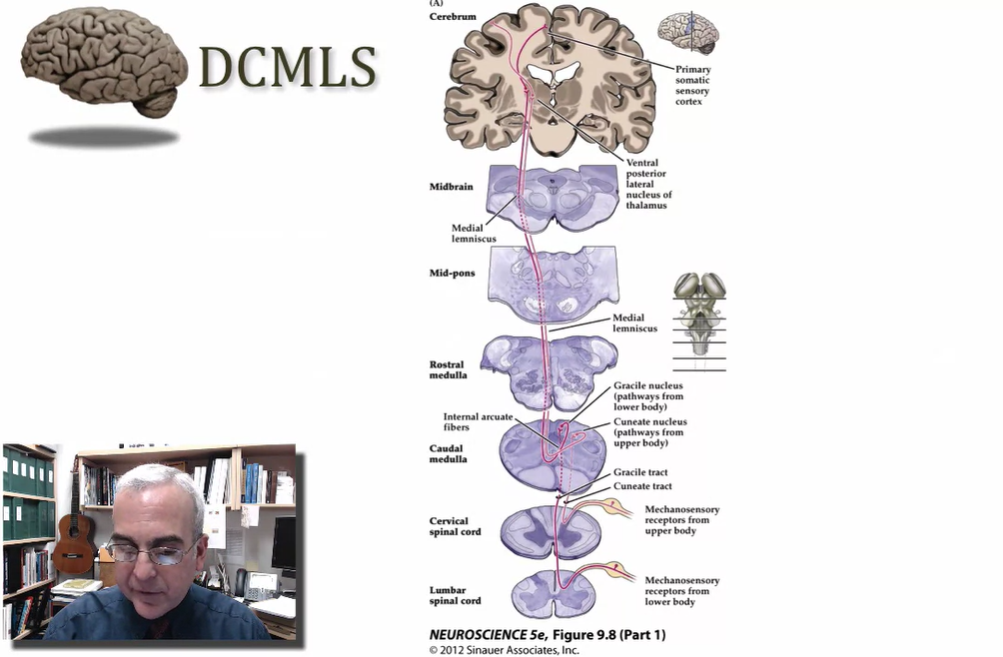 DCMLS
(A)
Cerebrum
Primary
somatic
sensory
cortex
Ventral
posterior
lateral
nucleus of
thalamus
Midbrain
Medial
lemniscus
Mid-pons
Medial
lemniscus
Rostral
medulla
Gracile nucleus
(pathways from
lower body)
Internal arcuate
fibers
Cuneate nucleus
(pathways from
upper body)
Caudal
medulla
Gracile tract
Cuneate tract
Cervical
spinal cord
Mechanosensory
receptors from
upper body
Lumbar
spinal cord
Mechanosensory
receptors from
lower body
NEUROSCIENCE 5e, Figure 9.8 (Part 1)
© 2012 Sinauer Associates, Inc.